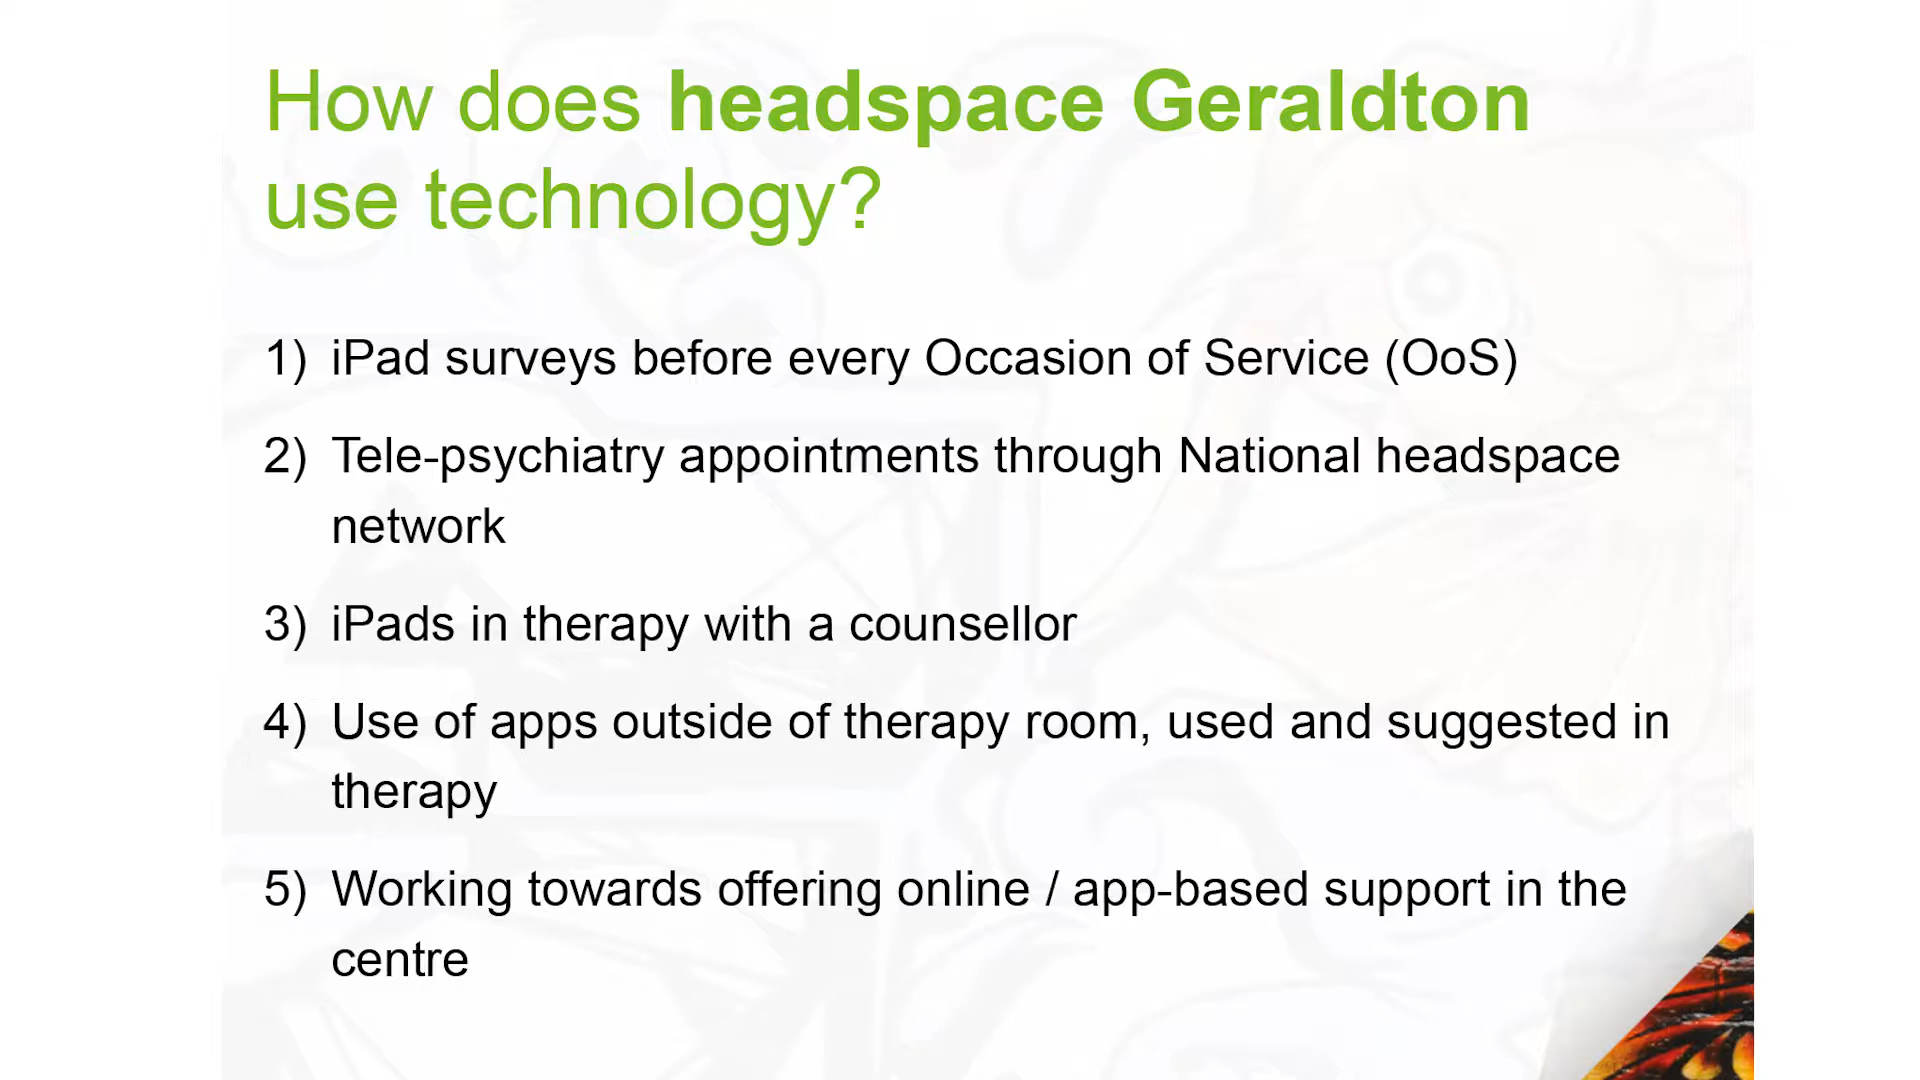 How does headspace Geraldton
use technology?
1) iPad surveys before every Occasion of Service (OoS)
2) Tele-psychiatry appointments through National headspace
network
3) iPads in therapy with a counsellor
4) Use of apps outside of therapy room, used and suggested in
therapy
5) Working towards offering online / app-based support in the
centre